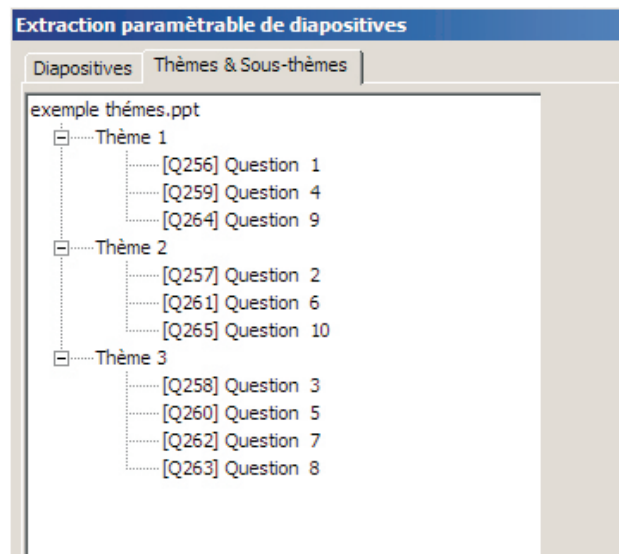 Extraction paramètrable de diapositives
Diapositives Thèmes & Sous-thèmes
exemple thémes.ppt
Thème 1
[Q256] Question 1
[Q259] Question 4
[Q264] Question 9
Thème 2
[Q257] Question 2
[Q261] Question 6
[Q265] Question 10
Thème 3
[Q258] Question 3
[Q260] Question 5
[Q262] Question 7
[Q263] Question 8